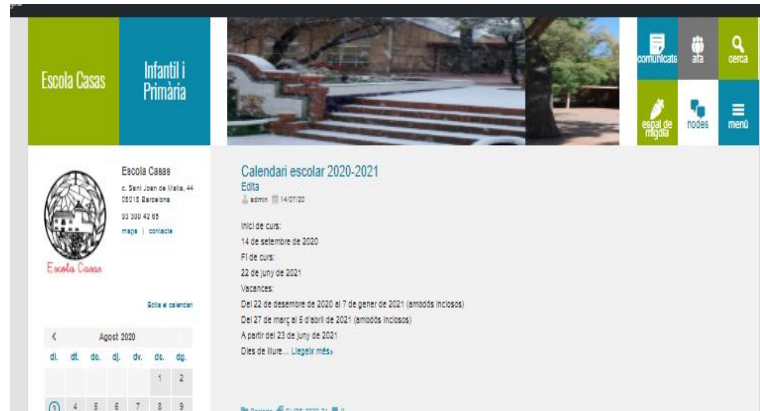 Escola Casas
Infantil i
Primària
comunicats
afa
cerca
espai de
migdia
nodes
menú
Escola Casas
c. Sant Joan de Malta, 44
08018 Barcelona
93 300 42 65
mapa | contacte
Escola Casas
Edita el calendari
Agost 2020
dl. dt. dc. dj. dv. ds. dg.
1 2
3 4 5 6 7 8 9
Calendari escolar 2020-2021
Edita
admin 14/07/20
Inici de curs:
14 de setembre de 2020
Fi de curs:
22 de juny de 2021
Vacances:
Del 22 de desembre de 2020 al 7 de gener de 2021 (ambdós inclosos)
Del 27 de març al 5 d'abril de 2021 (ambdós inclosos)
A partir del 23 de juny de 2021
Dies de lliure... Llegeix més»